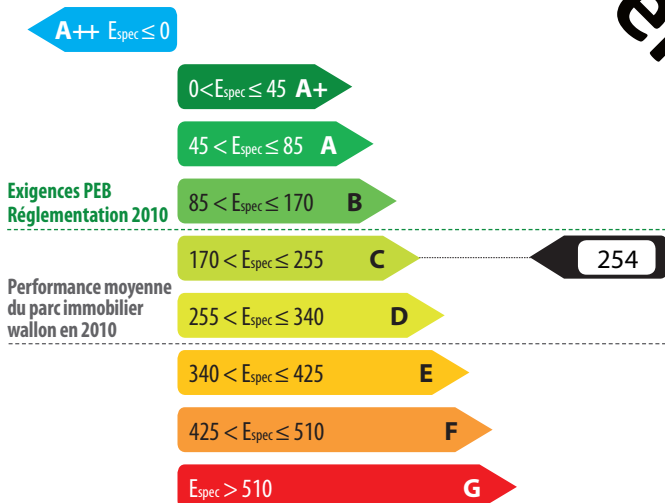 A++ Espec ≤ 0
0<Espec ≤ 45 A+
45 < Espec ≤ 85 A
Exigences PEB
Réglementation 2010
85 < Espec ≤ 170 B
170 < Espec ≤ 255 C
254
Performance moyenne
du parc immobilier
wallon en 2010
255 < Espec ≤ 340 D
340 < Espec ≤ 425 E
425 < Espec ≤ 510 F
Espec > 510 G